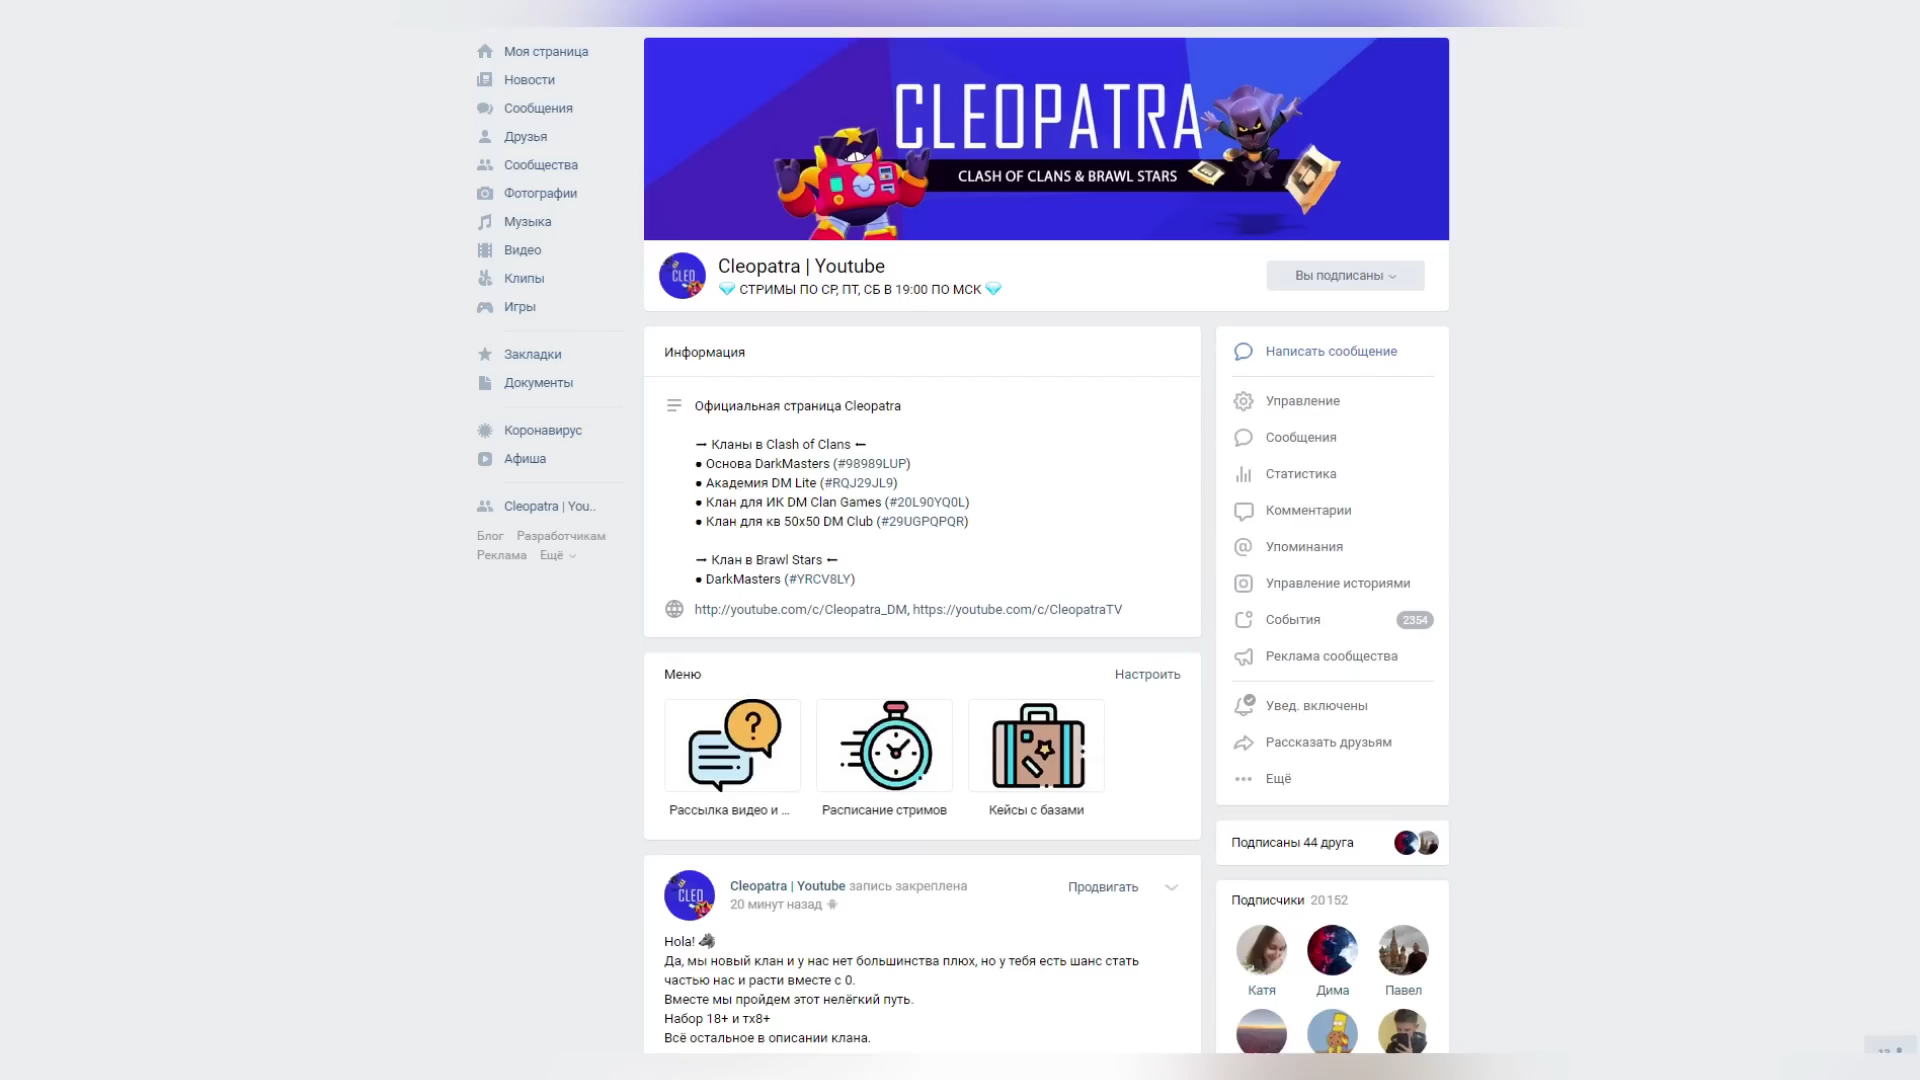 Моя страница
Новости
Сообщения
Друзья
Сообщества
Фотографии
Музыка
Видео
Клипы
Игры
Закладки
Документы
Коронавирус
Афиша
Cleopatra | You..
Блог Разработчикам
Реклама Ещё
CLEOPATRA
CLASH OF CLANS & BRAWL STARS
CLEO
Cleopatra | Youtube
💎 СТРИМЫ ПО СР, ПТ, СБ В 19:00 ПО МСК 💎
Вы подписаны
Информация
Официальная страница Cleopatra
→ Кланы в Clash of Clans ←
● Основа DarkMasters (#98989LUP)
● Академия DM Lite (#RQJ29JL9)
● Клан для ИК DM Clan Games (#20L90YQ0L)
● Клан для кв 50x50 DM Club (#29UGPQPQR)
→ Клан в Brawl Stars ←
● DarkMasters (#YRCV8LY)
http://youtube.com/c/Cleopatra_DM, https://youtube.com/c/CleopatraTV
Меню
Настроить
Рассылка видео и ...
Расписание стримов
Кейсы с базами
CLEO
Cleopatra | Youtube запись закреплена
20 минут назад
Продвигать
Hola! 🐗
Да, мы новый клан и у нас нет большинства плюх, но у тебя есть шанс стать
частью нас и расти вместе с 0.
Вместе мы пройдем этот нелёгкий путь.
Набор 18+ и тх8+
Всё остальное в описании клана.
Написать сообщение
Управление
Сообщения
Статистика
Комментарии
Упоминания
Управление историями
События 2354
Реклама сообщества
Увед. включены
Рассказать друзьям
Ещё
Подписаны 44 друга
Подписчики 20152
Катя
Дима
Павел